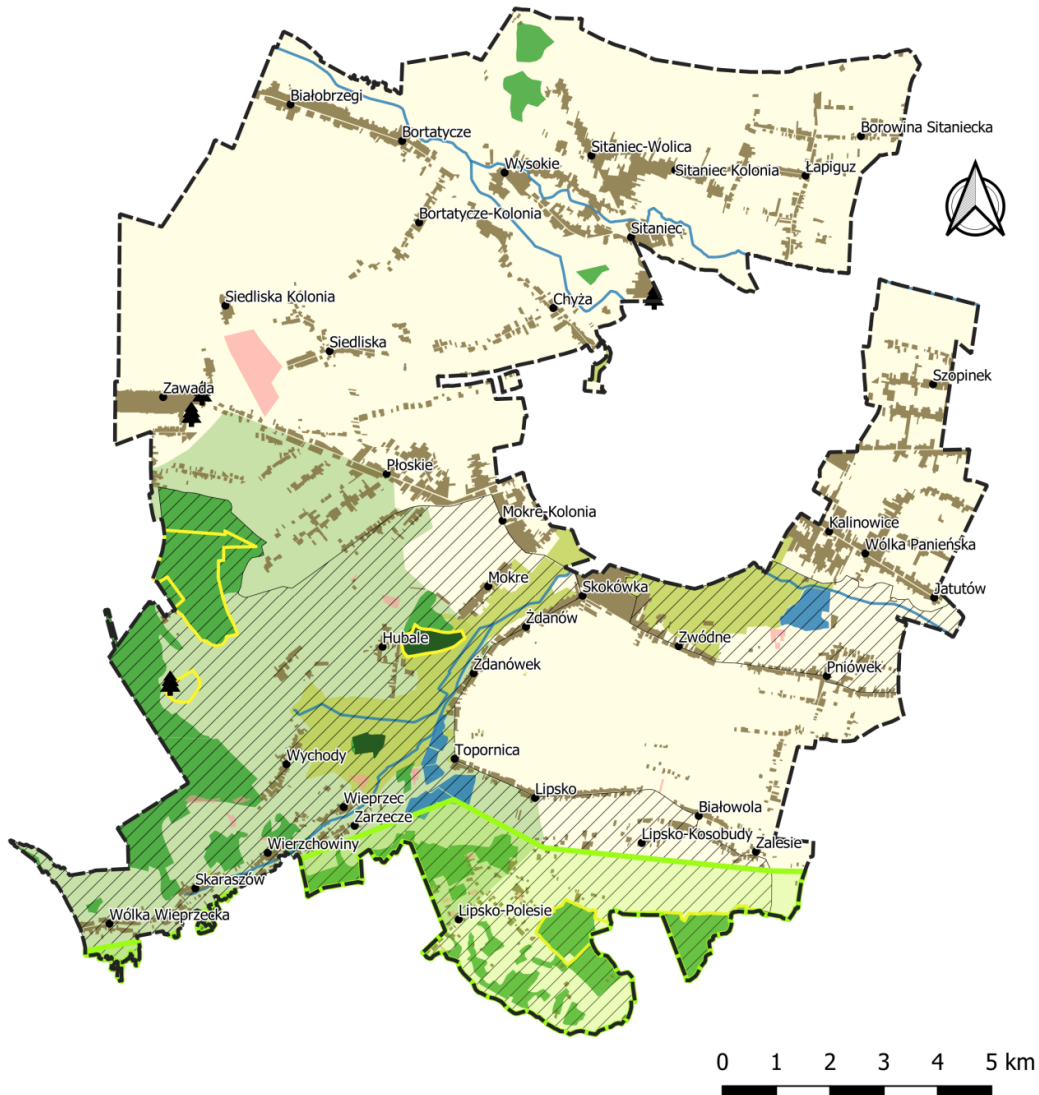 Białobrzegi
Bortatycze
Borowina Sitaniecka
Sitaniec-Wolica
Wysokie
Sitaniec Kolonia
Łapiguz
Bortatycze-Kolonia
Sitaniec
Siedliska Kolonia
Chyża
Siedliska
Szopinek
Zawada
Płoskie
Mokre-Kolonia
Kalinowice
Wólka Panieńska
Mokre
Skokówka
Jatutów
Żdanów
Hubale
Zwódne
Żdanówek
Pniówek
Wychody
Topornica
Lipsko
Wieprzec
Białowola
Zarzecze
Lipsko-Kosobudy
Zalesie
Wierzchowiny
Skaraszów
Wólka Wieprzecka
Lipsko-Polesie
0 1 2 3 4 5 km